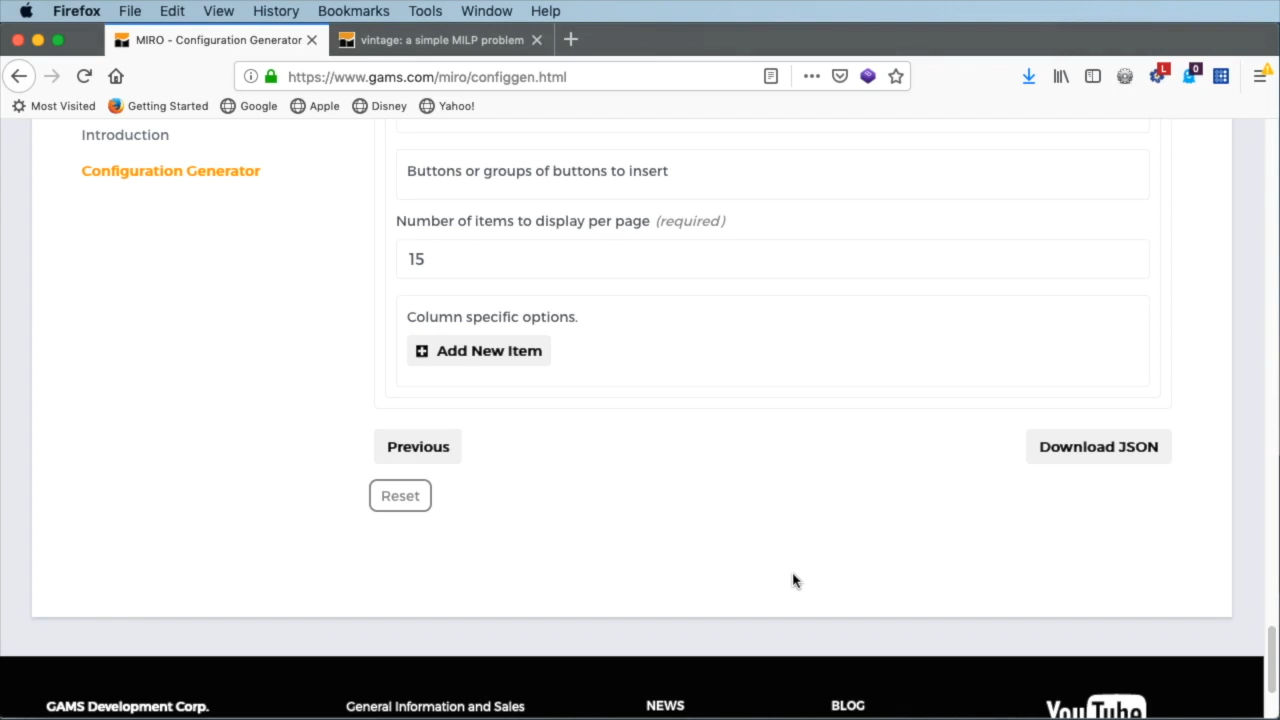 Firefox File Edit View History Bookmarks Tools Window Help
MIRO - Configuration Generator vintage: a simple MILP problem
https://www.gams.com/miro/configgen.html L 0
Most Visited Getting Started Google Apple Disney Yahoo!
Introduction
Configuration Generator
Buttons or groups of buttons to insert
Number of items to display per page (required)
15
Column specific options.
Add New Item
Previous Download JSON
Reset
GAMS Development Corp. General Information and Sales NEWS BLOG YouTube